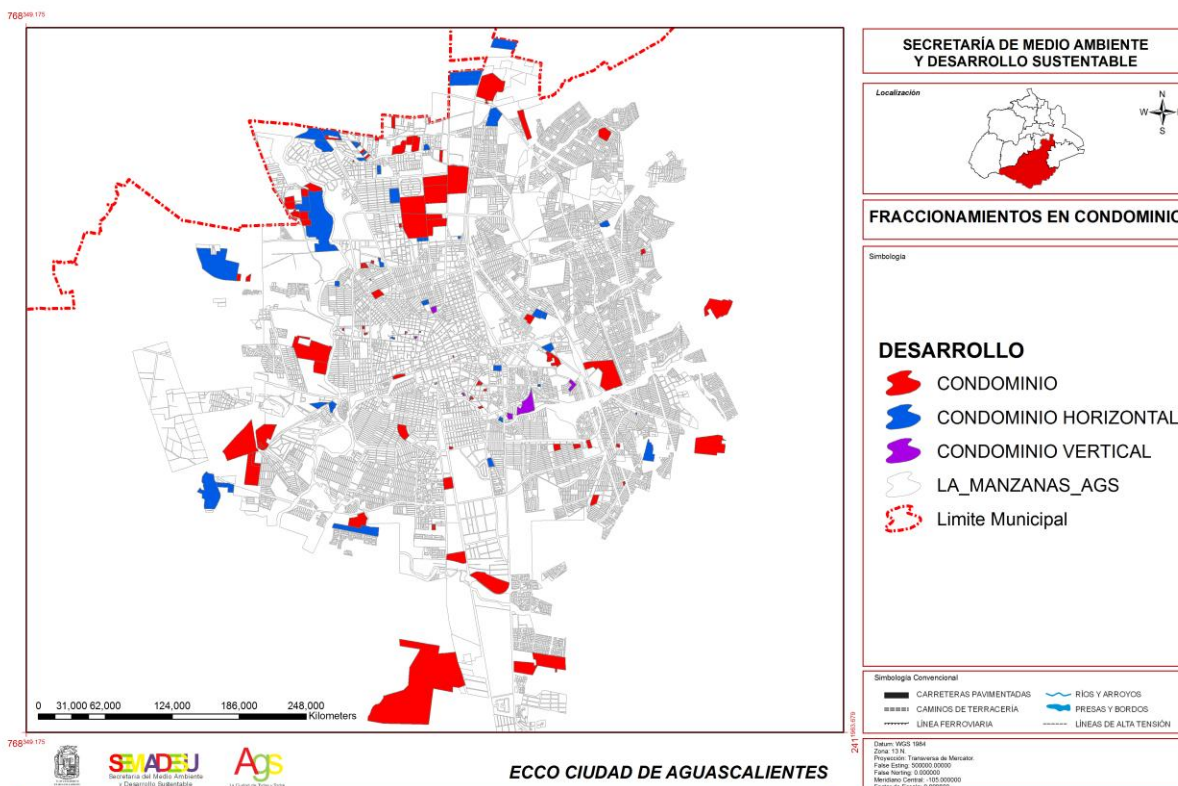 768349.175
SECRETARÍA DE MEDIO AMBIENTE
Y DESARROLLO SUSTENTABLE
Localización
N
W
S
FRACCIONAMIENTOS EN CONDOMINIO
Simbología
DESARROLLO
CONDOMINIO
CONDOMINIO HORIZONTAL
CONDOMINIO VERTICAL
LA_MANZANAS_AGS
Limite Municipal
0 31,000 62,000 124,000 186,000 248,000
Kilometers
Simbología Convencional
CARRETERAS PAVIMENTADAS
CAMINOS DE TERRACERÍA
LÍNEA FERROVIARIA
RÍOS Y ARROYOS
PRESAS Y BORDOS
LÍNEAS DE ALTA TENSIÓN
768349.175
SEMADESU
Secretaría del Medio Ambiente
y Desarrollo Sustentable
Ags
ECCO CIUDAD DE AGUASCALIENTES
Datum: WGS 1984
Zona: 13 N.
Proyección: Transversa de Mercator.
False Esting: 500000.00000
False Norting: 0.000000
Meridiano Central: -105.000000